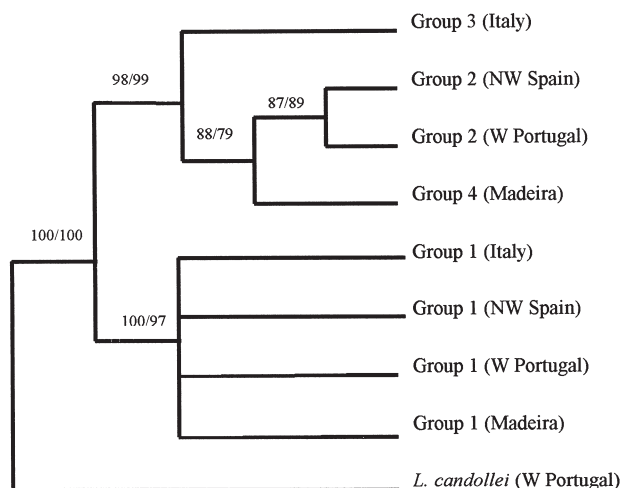 Group 3 (Italy)
98/99
Group 2 (NW Spain)
87/89
88/79
Group 2 (W Portugal)
Group 4 (Madeira)
100/100
Group 1 (Italy)
Group 1 (NW Spain)
100/97
Group 1 (W Portugal)
Group 1 (Madeira)
L. candollei (W Portugal)